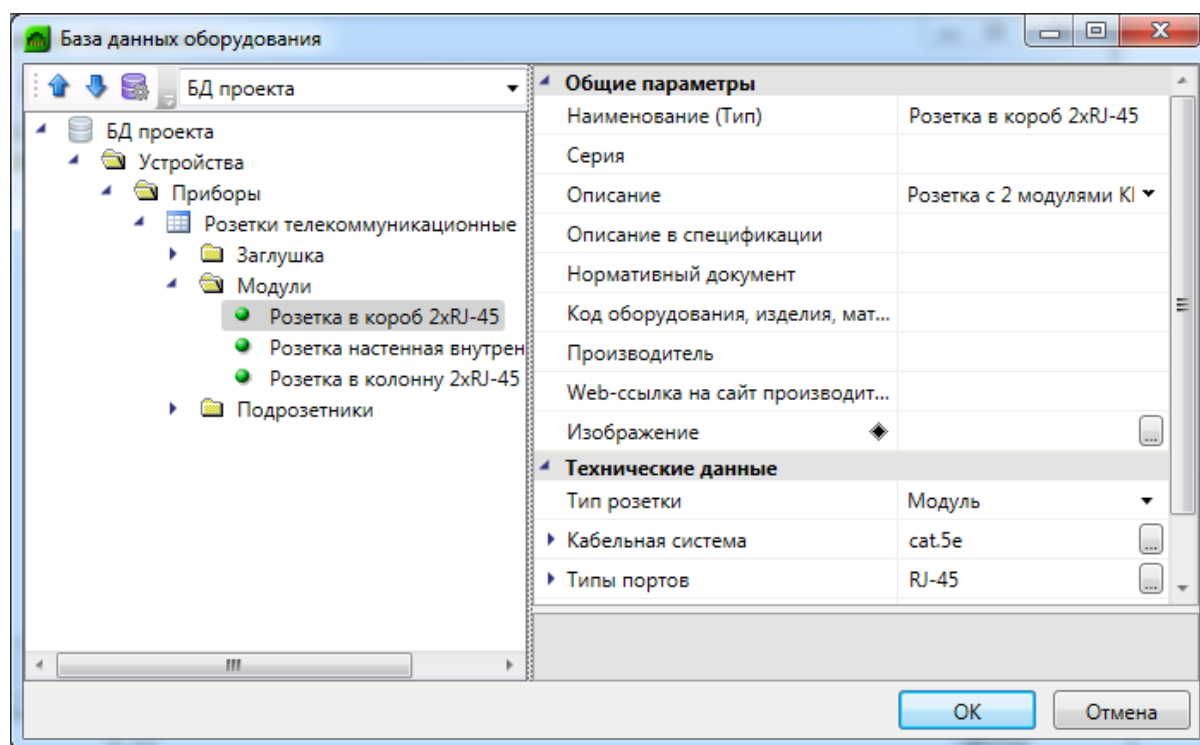 База данных оборудования
БД проекта
БД проекта
Устройства
Приборы
Розетки телекоммуникационные
Заглушка
Модули
Розетка в короб 2xRJ-45
Розетка настенная внутрен
Розетка в колонну 2xRJ-45
Подрозетники
Общие параметры
Наименование (Тип) Розетка в короб 2xRJ-45
Серия
Описание Розетка с 2 модулями
Описание в спецификации
Нормативный документ
Код оборудования, изделия, мат...
Производитель
Web-ссылка на сайт производит...
Изображение ...
Технические данные
Тип розетки Модуль
Кабельная система cat.5e ...
Типы портов RJ-45 ...
OK Отмена